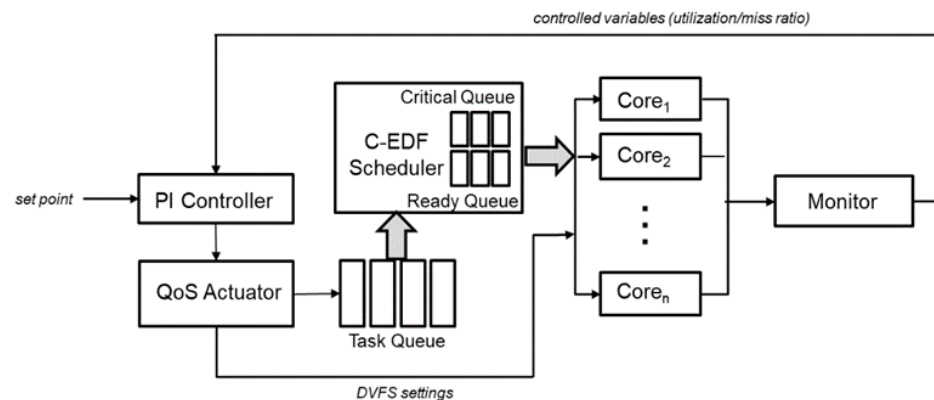 controlled variables (utilization/miss ratio)
Critical Queue
C-EDF
Scheduler
Ready Queue
Core1
Core2
Coren
set point
PI Controller
Monitor
QoS Actuator
Task Queue
DVFS settings